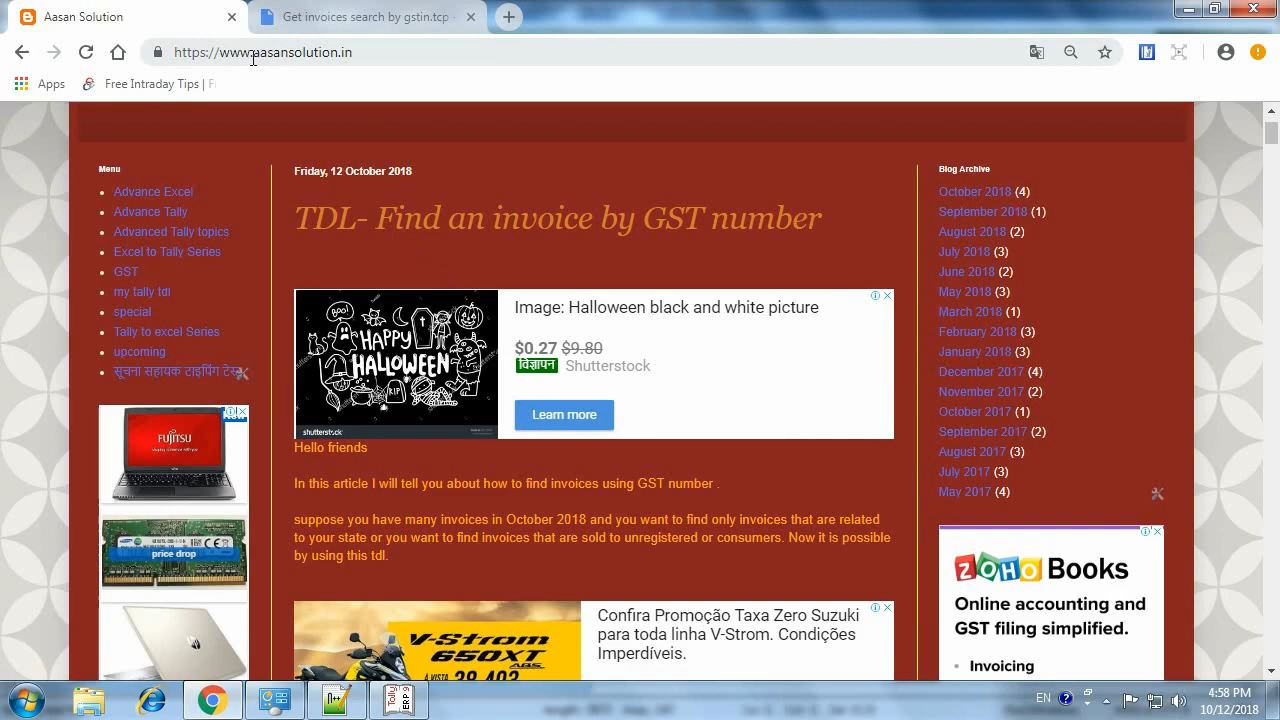 Aasan Solution
Get invoices search by gstin.tcp
https://www.aasansolution.in
Apps
Free Intraday Tips | F
Menu
Advance Excel
Advance Tally
Advanced Tally topics
Excel to Tally Series
GST
my tally tdl
special
Tally to excel Series
upcoming
सूचना सहायक टाइपिंग टेस्ट
FUJITSU
price drop
Friday, 12 October 2018
TDL- Find an invoice by GST number
BOO!
HAPPY
HALLOWEEN
RIP
shutterstock
Image: Halloween black and white picture
$0.27 $9.80
विज्ञापन Shutterstock
Learn more
Hello friends
In this article I will tell you about how to find invoices using GST number .
suppose you have many invoices in October 2018 and you want to find only invoices that are related
to your state or you want to find invoices that are sold to unregistered or consumers. Now it is possible
by using this tdl.
V-Strom
650XT
ABS
À VISTA
Confira Promoção Taxa Zero Suzuki
para toda linha V-Strom. Condições
Imperdíveis.
Blog Archive
October 2018 (4)
September 2018 (1)
August 2018 (2)
July 2018 (3)
June 2018 (2)
May 2018 (3)
March 2018 (1)
February 2018 (3)
January 2018 (3)
December 2017 (4)
November 2017 (2)
October 2017 (1)
September 2017 (2)
August 2017 (3)
July 2017 (3)
May 2017 (4)
ZOHO Books
Online accounting and
GST filing simplified.
Invoicing
Tally
ERP 9
EN
4:58 PM
10/12/2018